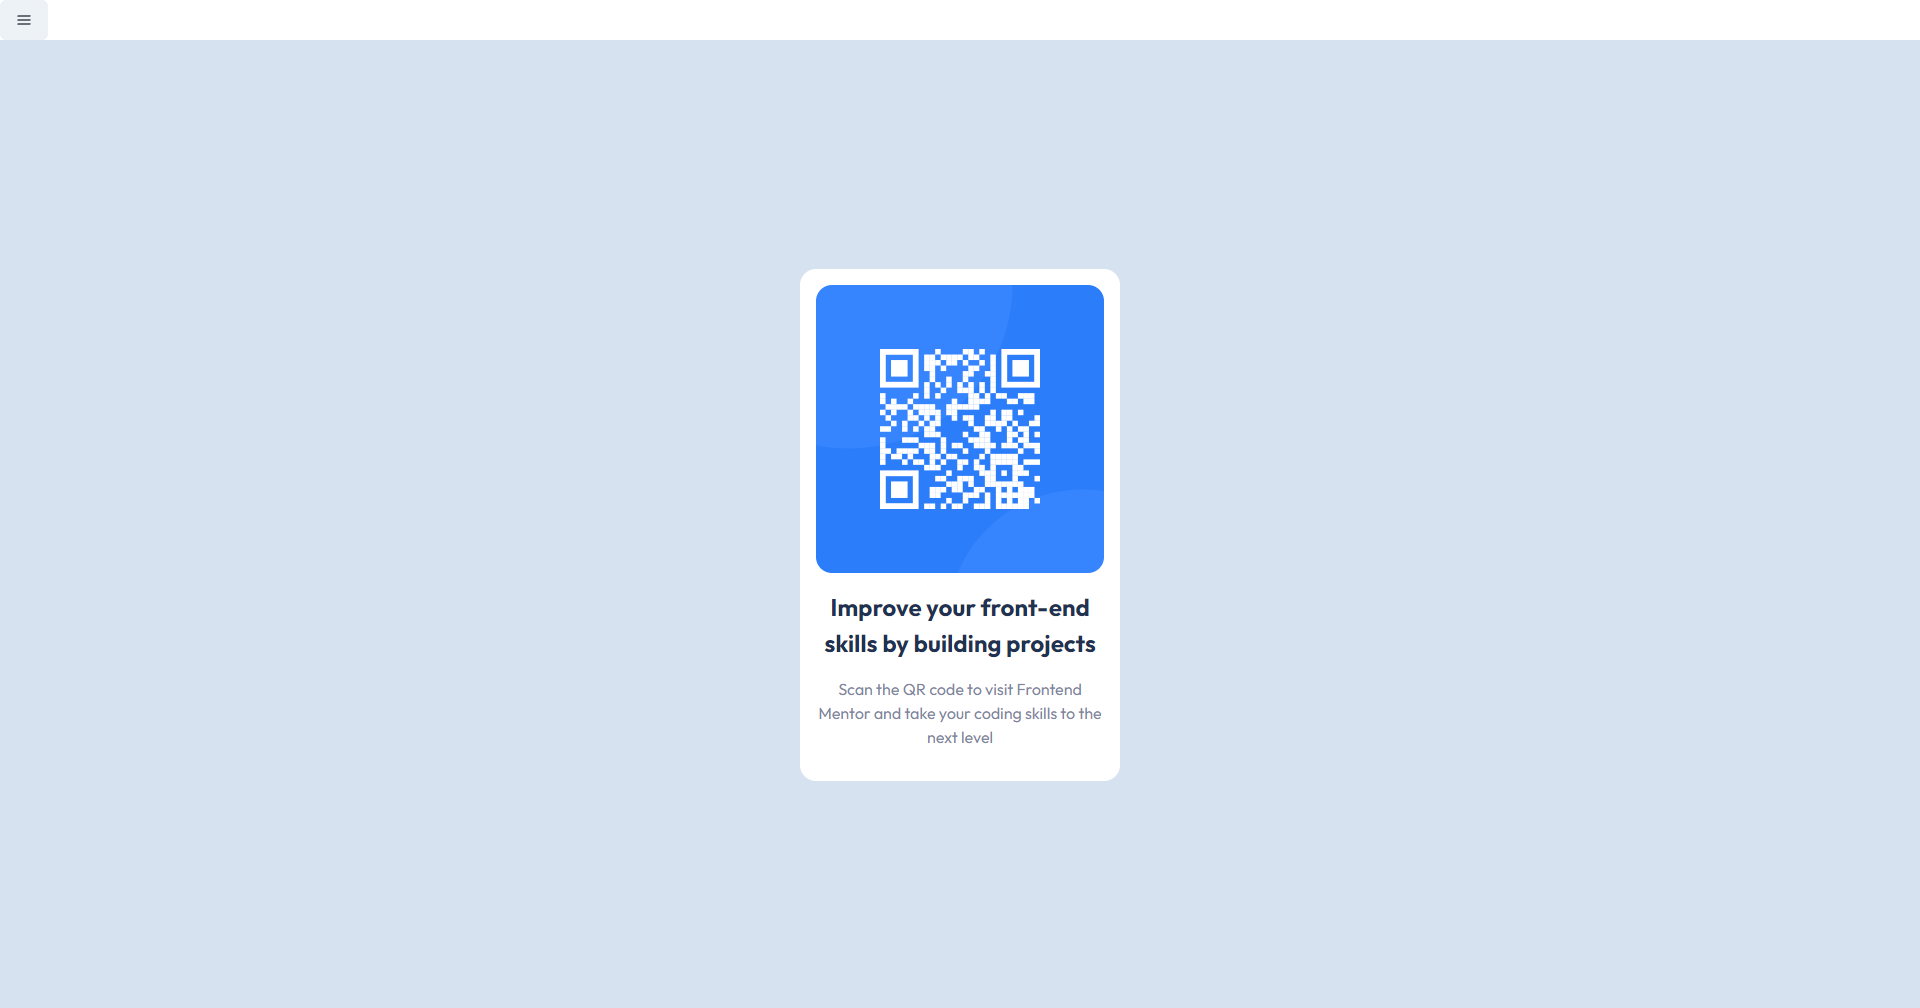 Improve your front-end
skills by building projects
Scan the QR code to visit Frontend
Mentor and take your coding skills to the
next level